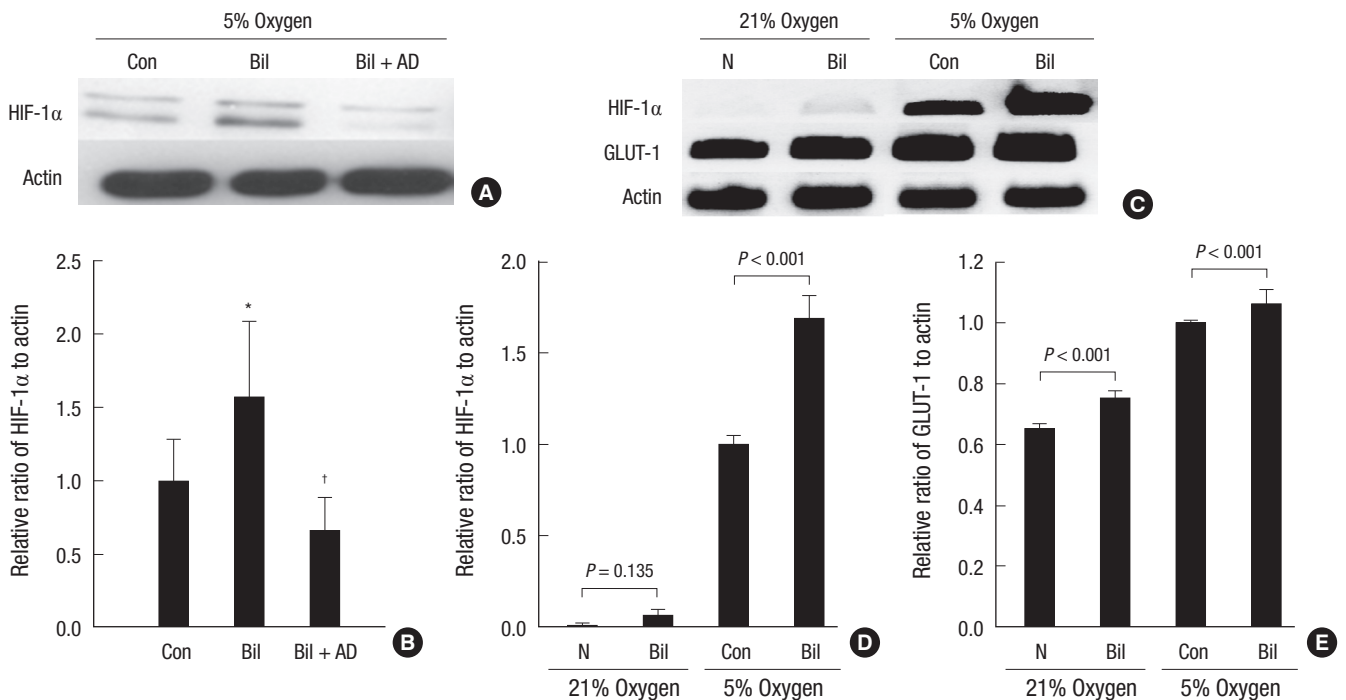 5% Oxygen
Con Bil Bil + AD
HIF-1α
Actin
A
21% Oxygen 5% Oxygen
N Bil Con Bil
HIF-1α
GLUT-1
Actin
C
Relative ratio of HIF-1α to actin
2.5
2.0
1.5
1.0
0.5
0.0
*
†
Con Bil Bil + AD
B
Relative ratio of HIF-1α to actin
2.0
1.5
1.0
0.5
0.0
P = 0.135
P < 0.001
N Bil Con Bil
21% Oxygen 5% Oxygen
D
Relative ratio of GLUT-1 to actin
1.2
1.0
0.8
0.6
0.4
0.2
0.0
P < 0.001
P < 0.001
N Bil Con Bil
21% Oxygen 5% Oxygen
E